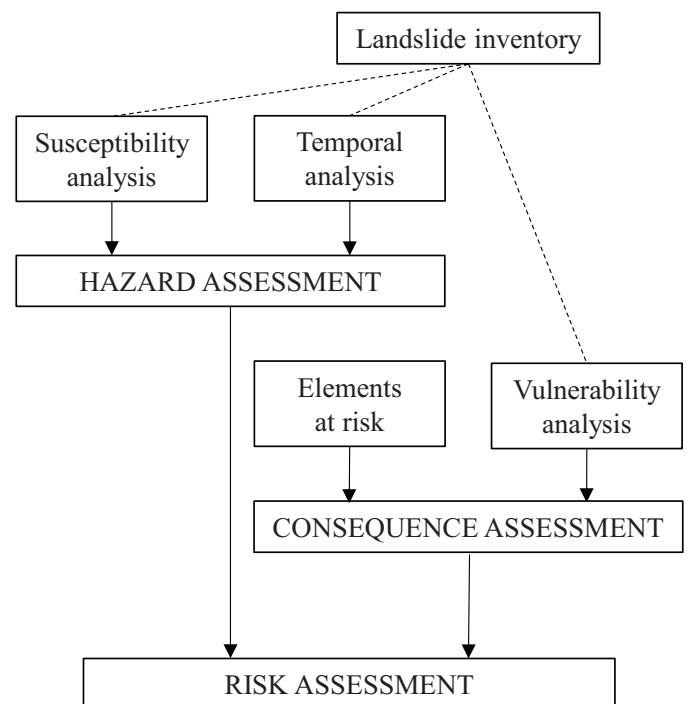 Landslide inventory
Susceptibility
analysis
Temporal
analysis
HAZARD ASSESSMENT
Elements
at risk
Vulnerability
analysis
CONSEQUENCE ASSESSMENT
RISK ASSESSMENT